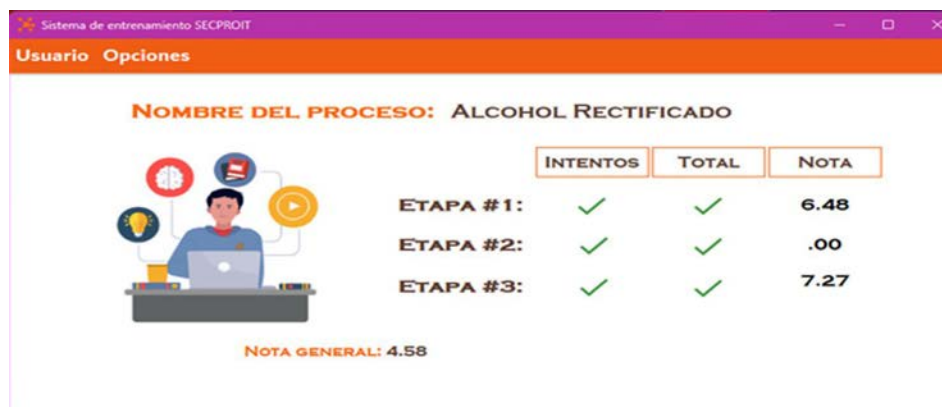 Sistema de entrenamiento SECPROIT
Usuario Opciones
NOMBRE DEL PROCESO: ALCOHOL RECTIFICADO
INTENTOS TOTAL NOTA
ETAPA #1: 6.48
ETAPA #2: .00
ETAPA #3: 7.27
NOTA GENERAL: 4.58